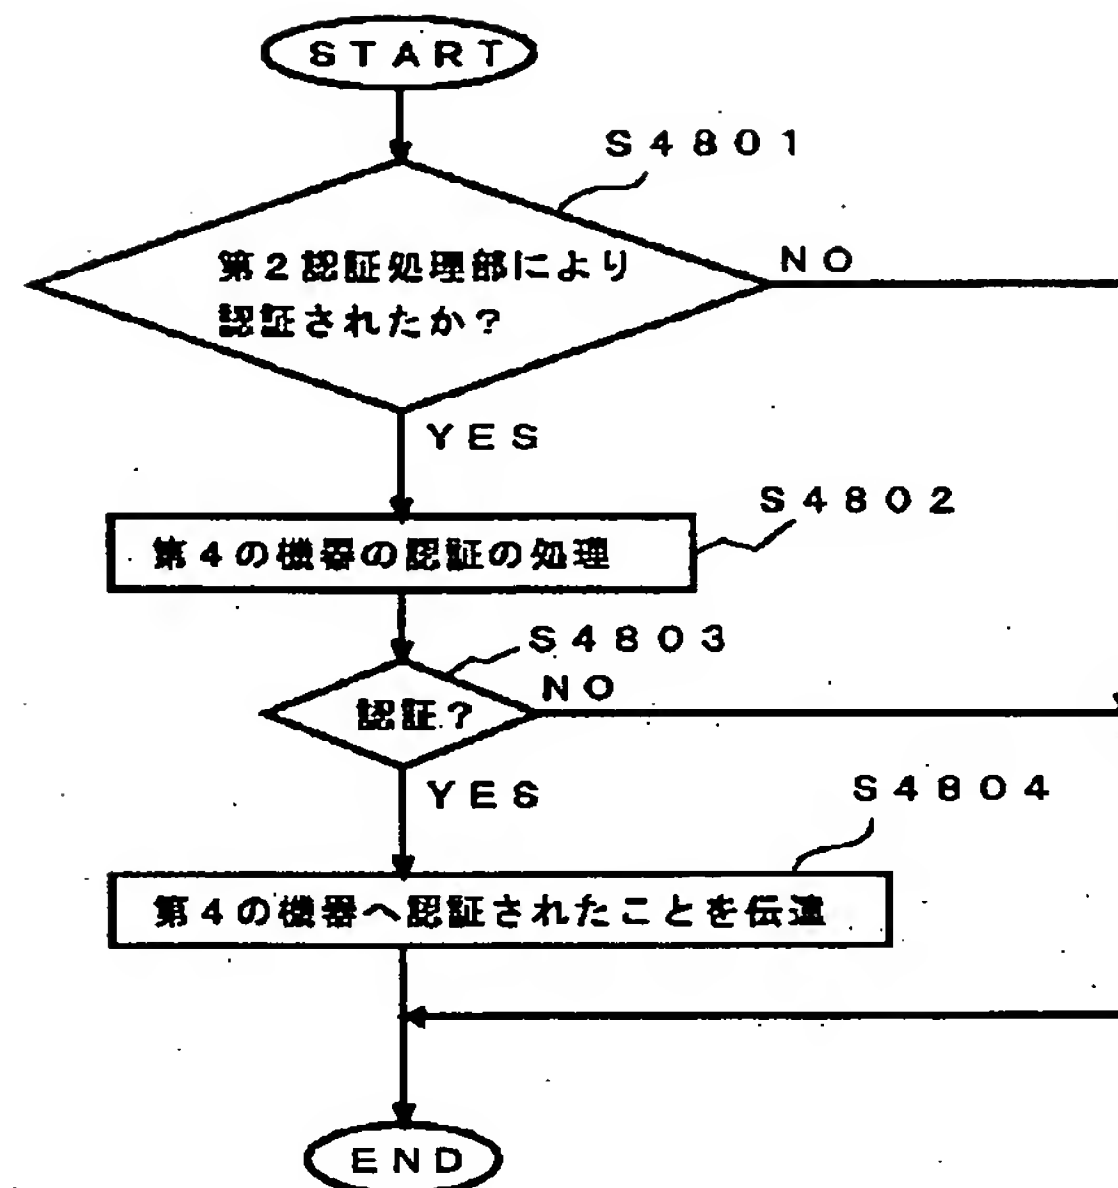 START
S4801
第2認証処理部により
認証されたか?
NO
YES
S4802
第4の機器の認証の処理
S4803
認証?
NO
YES
S4804
第4の機器へ認証されたことを伝達
END